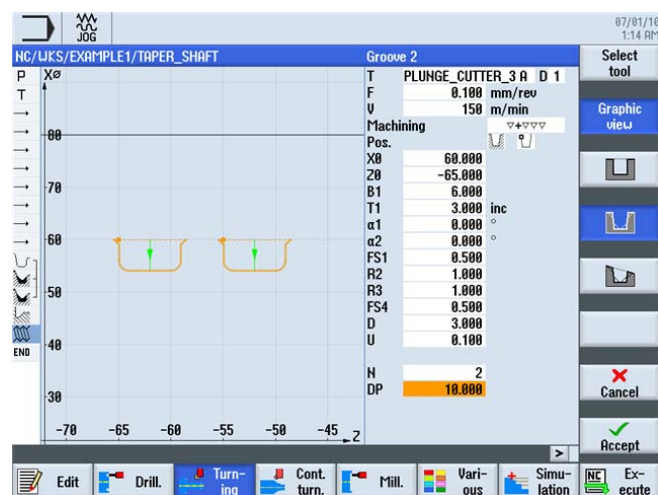 JOG
07/01/10
1:14 AM
NC/WKS/EXAMPLE1/TAPER_SHAFT
Groove 2
Select tool
P
T
END
XØ
80
70
60
50
40
30
-70 -65 -60 -55 -50 -45 Z
T PLUNGE_CUTTER_3 A D 1
F 0.100 mm/rev
V 150 m/min
Machining ▽+▽▽▽
Pos.
X0 60.000
Z0 -65.000
B1 6.000
T1 3.000 inc
α1 0.000 °
α2 0.000 °
FS1 0.500
R2 1.000
R3 1.000
FS4 0.500
D 3.000
U 0.100
N 2
DP 10.000
Graphic view
Cancel
Accept
>
Edit
Drill.
Turn-
ing
Cont.
turn.
Mill.
Vari-
ous
Simu-
lation
NC
Ex-
ecute